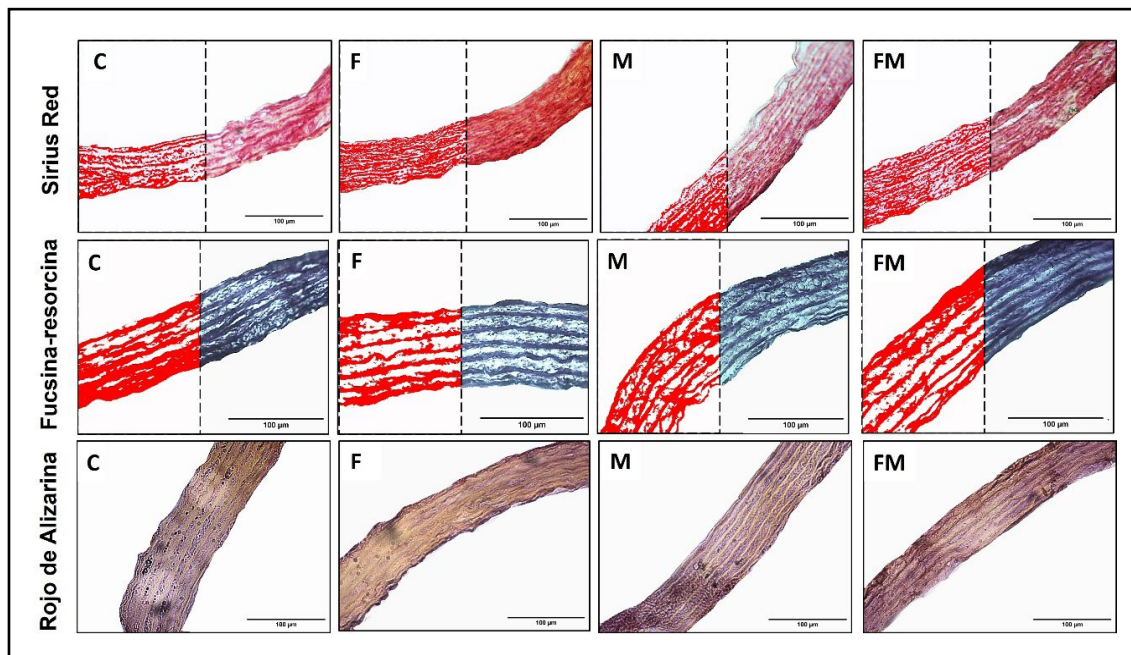 Sirius Red
C
F
M
FM
100 µm
100 µm
100 µm
100 µm
Fucsina-resorcina
C
F
M
FM
100 µm
100 µm
100 µm
100 µm
Rojo de Alizarina
C
F
M
FM
100 µm
100 µm
100 µm
100 µm